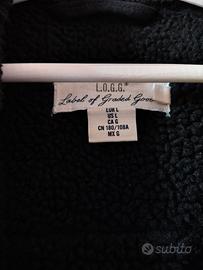 L.O.G.G.
Label of Graded Goods
EUR L
US L
CA G
CN 180/108A
MX G
subito